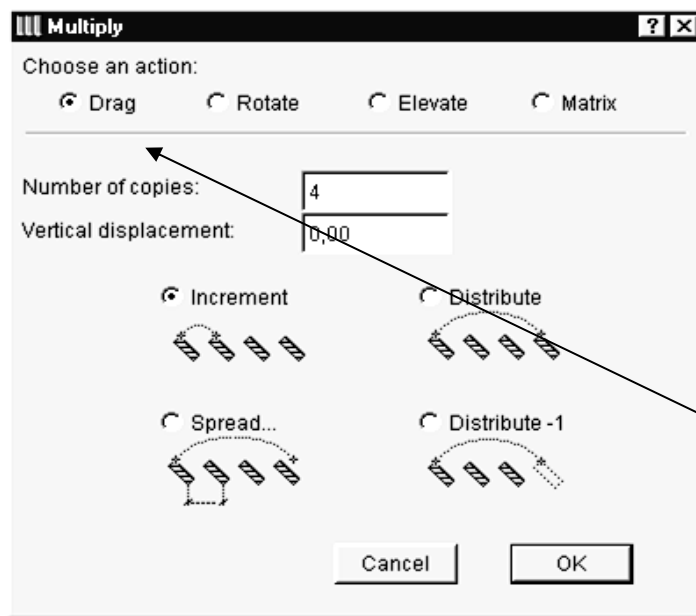 Multiply
Choose an action:
Drag Rotate Elevate Matrix
Number of copies: 4
Vertical displacement: 0,00
Increment Distribute
Spread... Distribute -1
Cancel OK